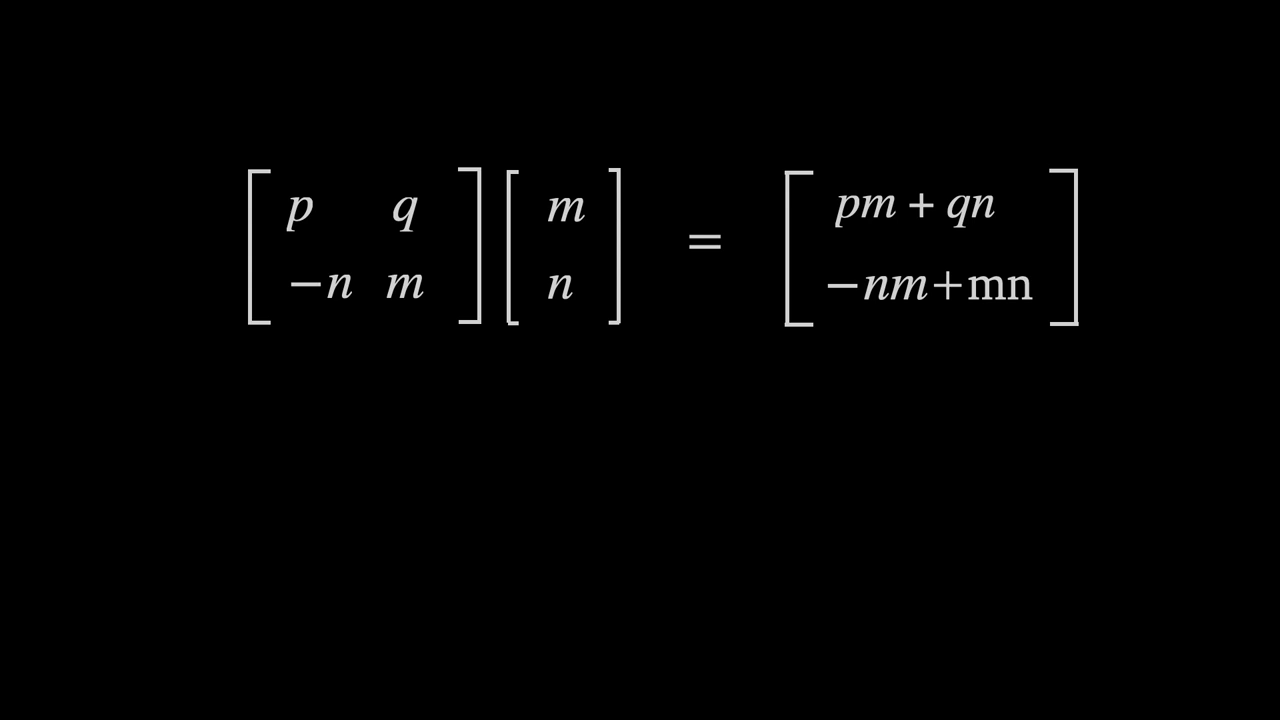 [ p q ] [ m ] = [ pm + qn ]
[ −n m ] [ n ] [ −nm+mn ]